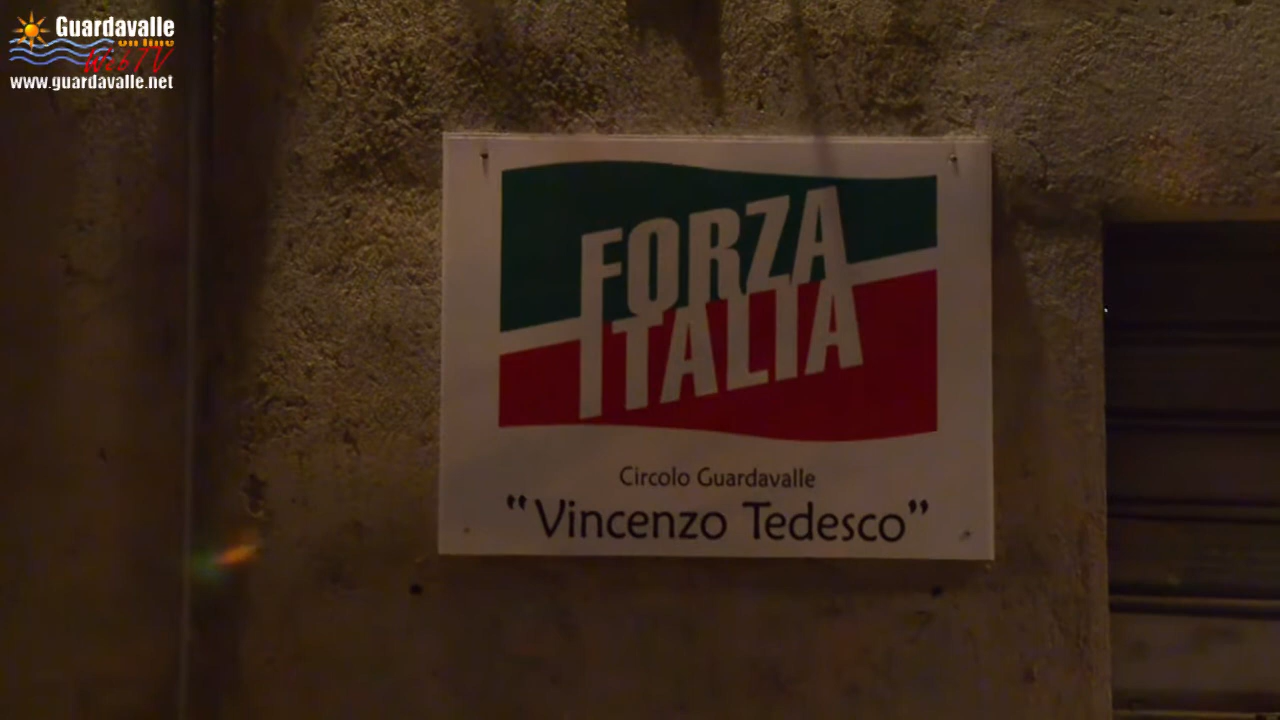 Guardavalle
on line
Web TV
www.guardavalle.net
FORZA
ITALIA
Circolo Guardavalle
"Vincenzo Tedesco"